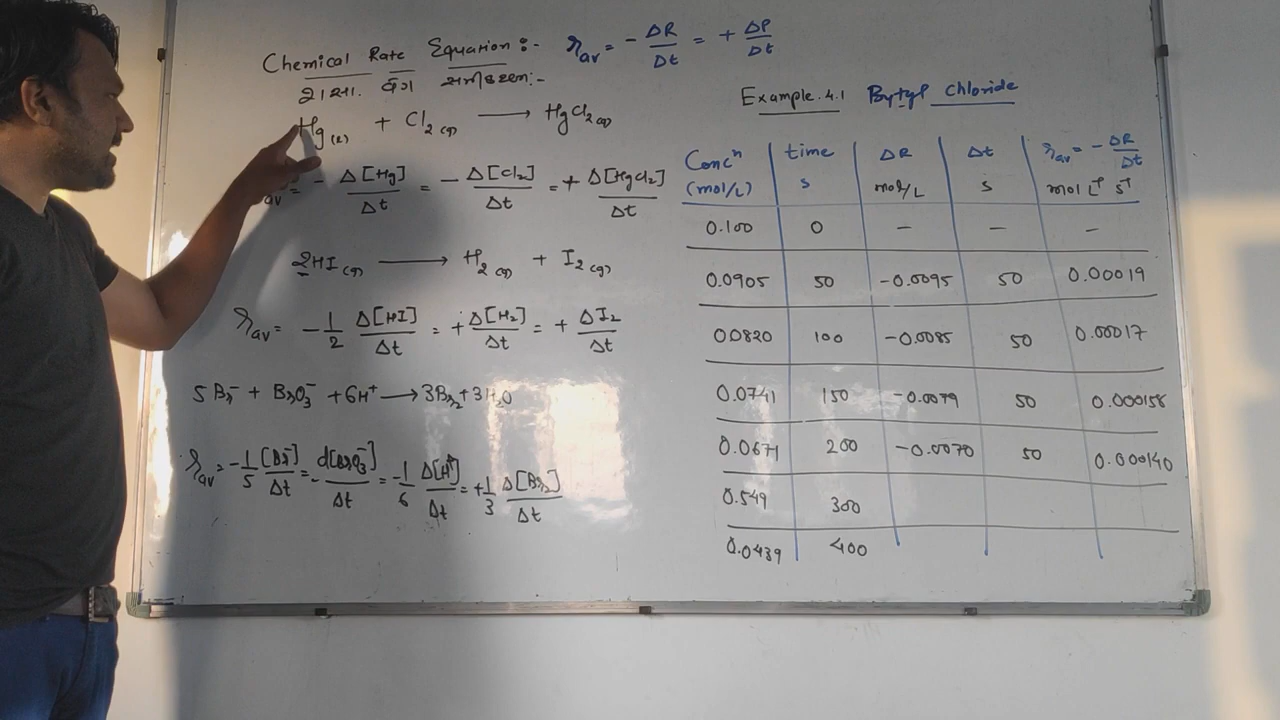 Chemical Rate Equation :- r_av = - ΔR/Δt = + ΔP/Δt
રાસા. વેગ સમીકરણ:-
Hg(l) + Cl2(g) → HgCl2(g)
av = - Δ[Hg]/Δt = - Δ[Cl2]/Δt = + Δ[HgCl2]/Δt
2HI(g) → H2(g) + I2(g)
r_av = - 1/2 Δ[HI]/Δt = + Δ[H2]/Δt = + ΔI2/Δt
5Br⁻ + BrO3⁻ + 6H⁺ → 3Br2 + 3H2O
r_av = - 1/5 [Br⁻]/Δt = - d[BrO3⁻]/Δt = - 1/6 Δ[H⁺]/Δt = + 1/3 Δ[Br2]/Δt
Example.4.1 Bytyl Chloride
Concⁿ (mol/L) | time s | ΔR mol/L | Δt s | r_av = - ΔR/Δt mol L⁻¹ s⁻¹
0.100 | 0 | - | - | -
0.0905 | 50 | -0.0095 | 50 | 0.00019
00820 | 100 | -0.0085 | 50 | 0.00017
0.0741 | 150 | -0.0079 | 50 | 0.000158
0.0671 | 200 | -0.0070 | 50 | 0.000140
0.549 | 300
0.0439 | 400